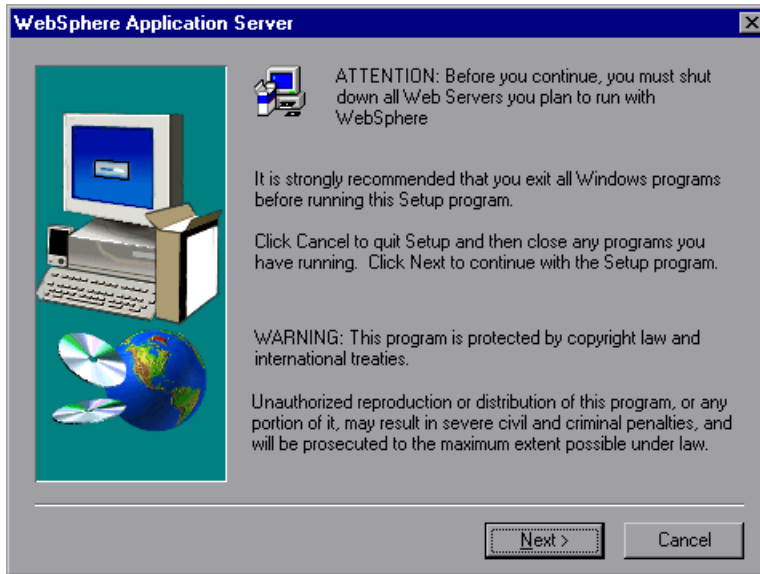 WebSphere Application Server
ATTENTION: Before you continue, you must shut
down all Web Servers you plan to run with
WebSphere
It is strongly recommended that you exit all Windows programs
before running this Setup program.
Click Cancel to quit Setup and then close any programs you
have running.  Click Next to continue with the Setup program.
WARNING: This program is protected by copyright law and
international treaties.
Unauthorized reproduction or distribution of this program, or any
portion of it, may result in severe civil and criminal penalties, and
will be prosecuted to the maximum extent possible under law.
Next >
Cancel